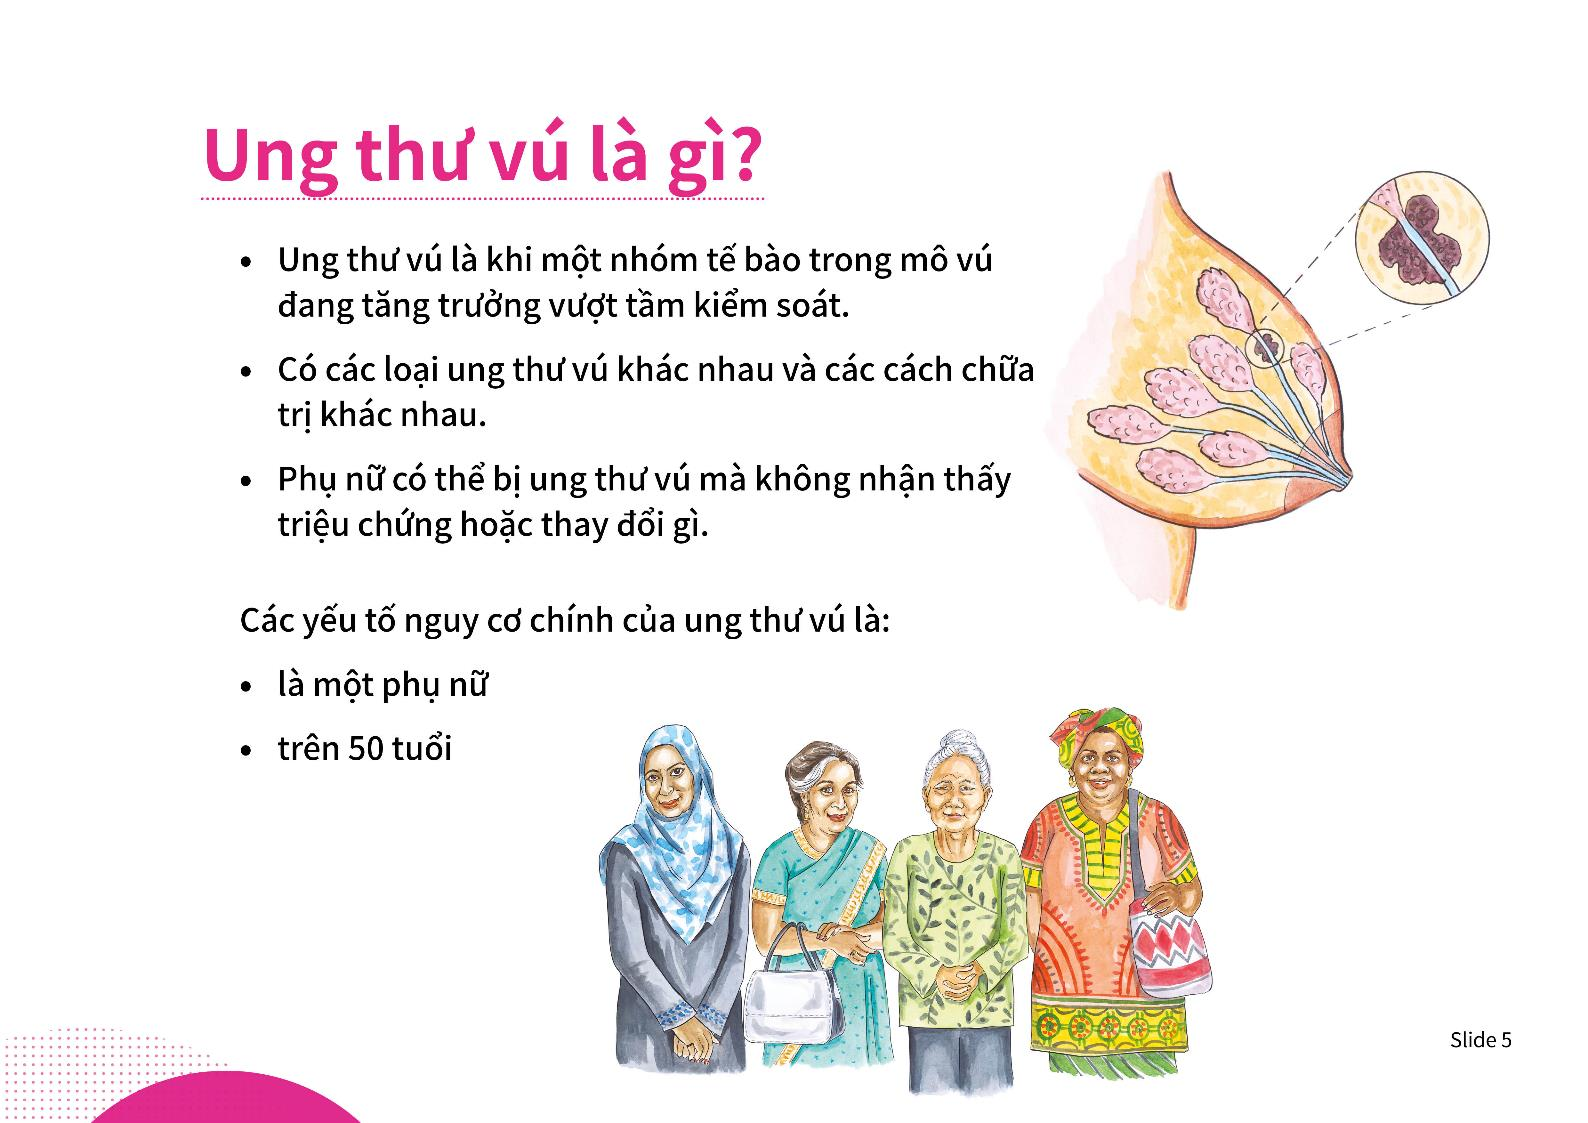 Ung thư vú là gì?
• Ung thư vú là khi một nhóm tế bào trong mô vú
đang tăng trưởng vượt tầm kiểm soát.
• Có các loại ung thư vú khác nhau và các cách chữa
trị khác nhau.
• Phụ nữ có thể bị ung thư vú mà không nhận thấy
triệu chứng hoặc thay đổi gì.
Các yếu tố nguy cơ chính của ung thư vú là:
• là một phụ nữ
• trên 50 tuổi
Slide 5